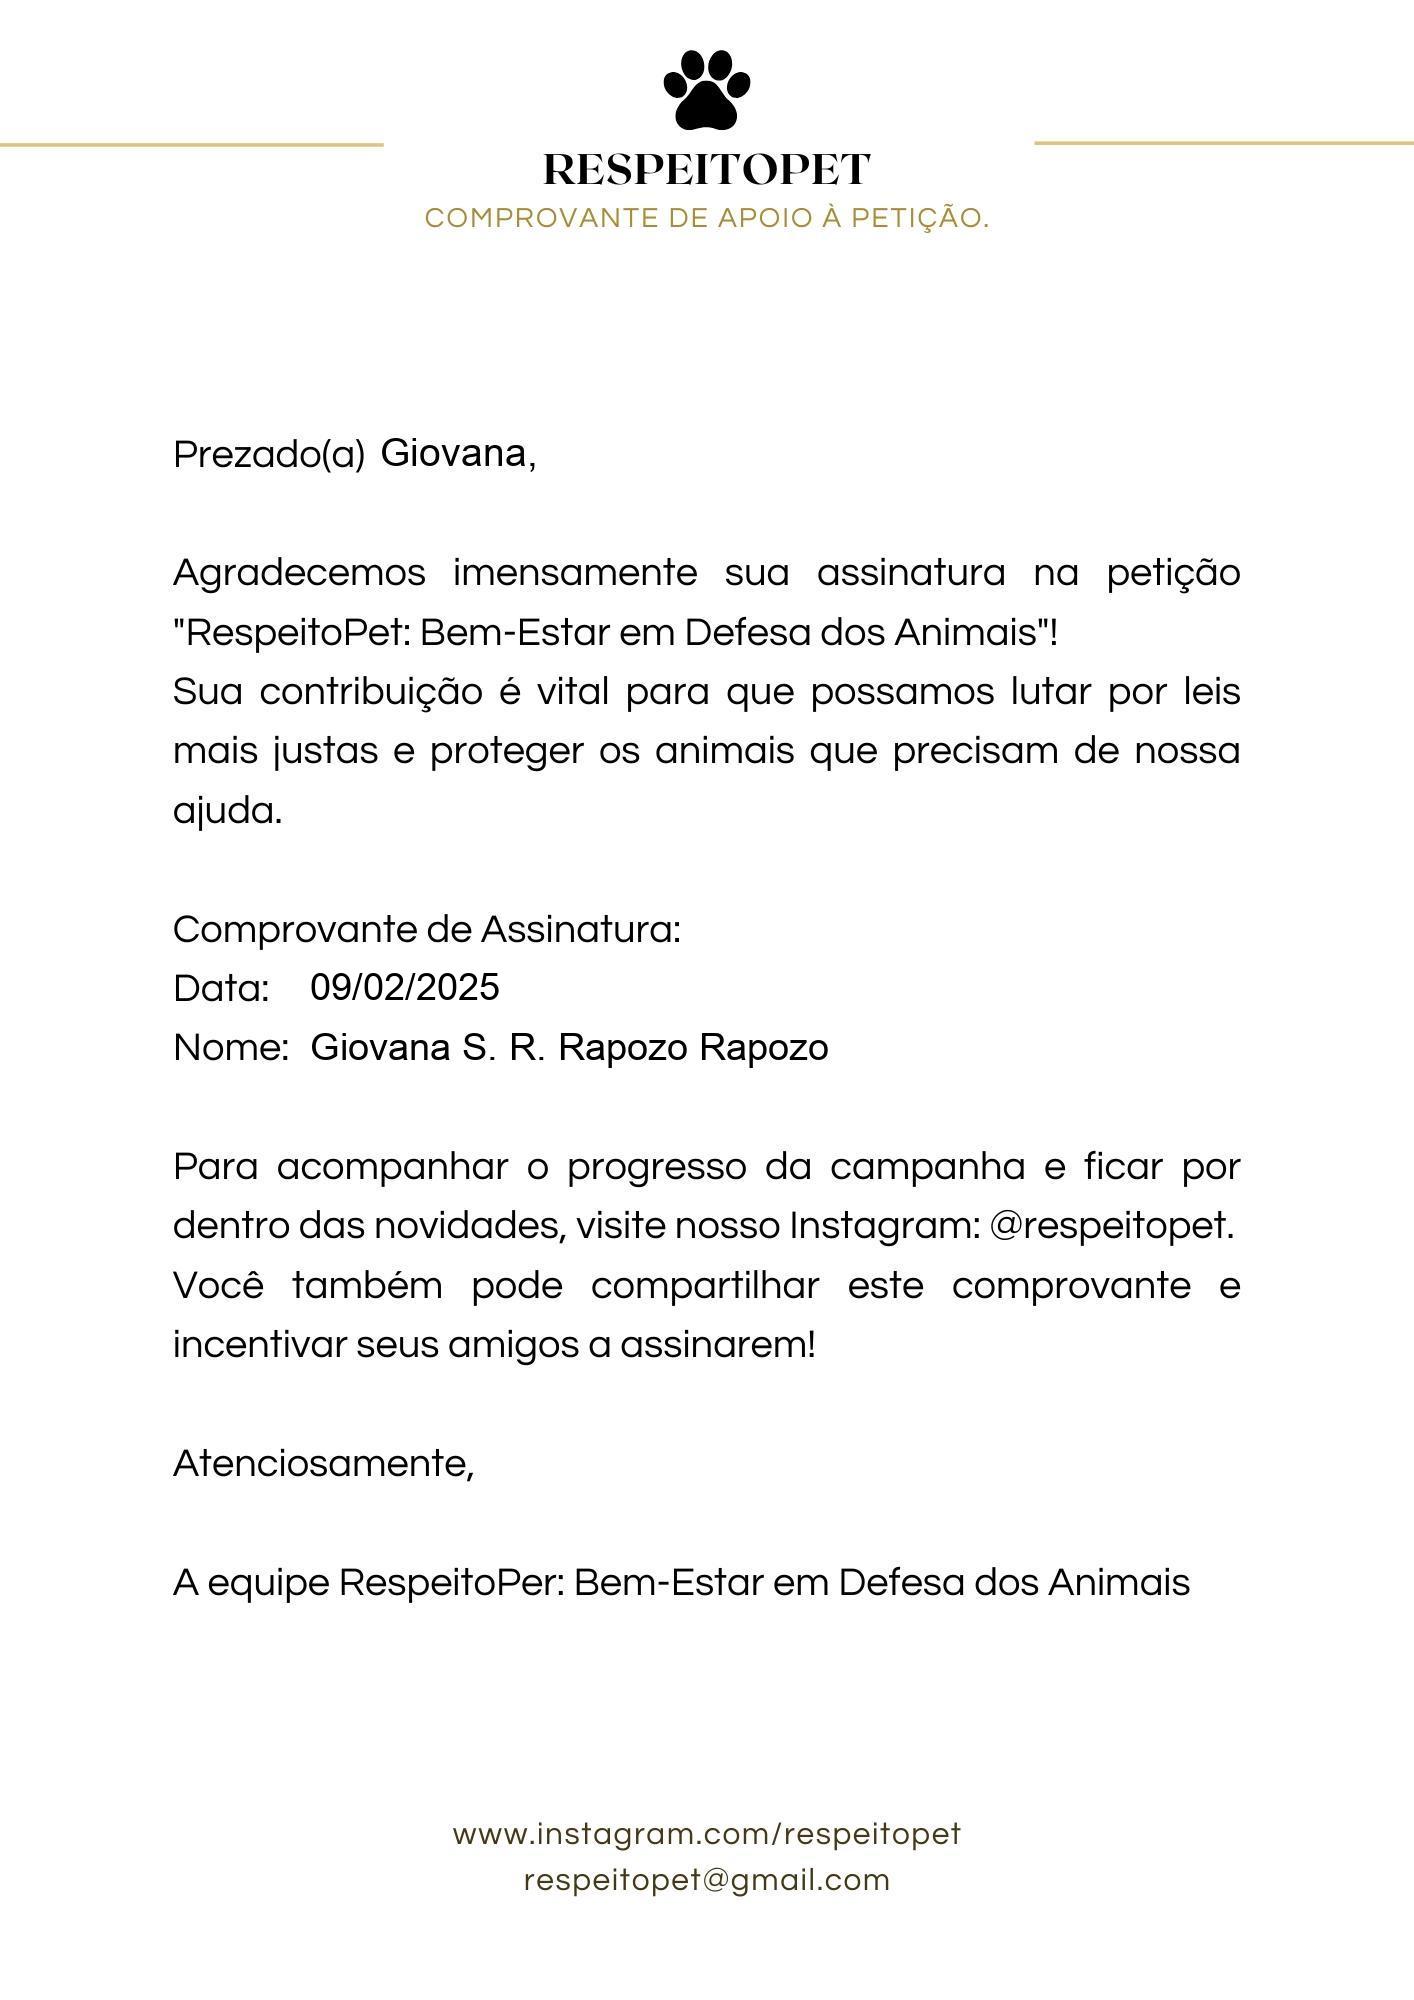 RESPEITOPET
COMPROVANTE DE APOIO À PETIÇÃO.
Prezado(a) Giovana,
Agradecemos imensamente sua assinatura na petição
"RespeitoPet: Bem-Estar em Defesa dos Animais"!
Sua contribuição é vital para que possamos lutar por leis
mais justas e proteger os animais que precisam de nossa
ajuda.
Comprovante de Assinatura:
Data: 09/02/2025
Nome: Giovana S. R. Rapozo Rapozo
Para acompanhar o progresso da campanha e ficar por
dentro das novidades, visite nosso Instagram: @respeitopet.
Você também pode compartilhar este comprovante e
incentivar seus amigos a assinarem!
Atenciosamente,
A equipe RespeitoPer: Bem-Estar em Defesa dos Animais
www.instagram.com/respeitopet
respeitopet@gmail.com